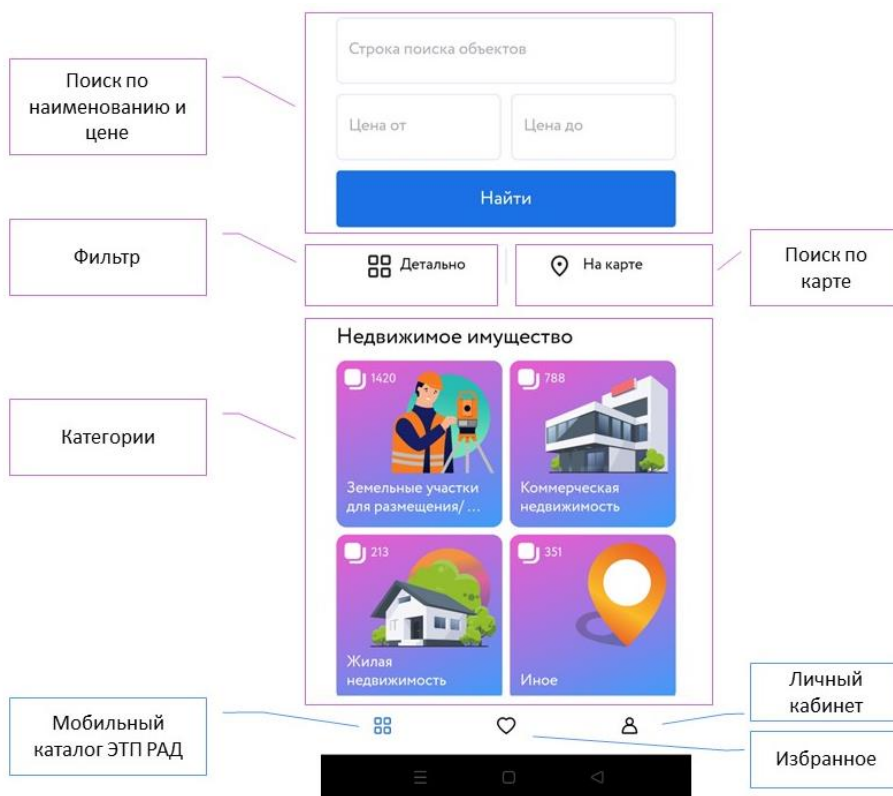 Строка поиска объектов
Поиск по
наименованию и
цене
Цена от
Цена до
Найти
Фильтр
Детально
На карте
Поиск по
карте
Недвижимое имущество
1420
788
Категории
Земельные участки
для размещения/ ...
Коммерческая
недвижимость
213
351
Жилая
недвижимость
Иное
Личный
кабинет
Мобильный
каталог ЭТП РАД
Избранное